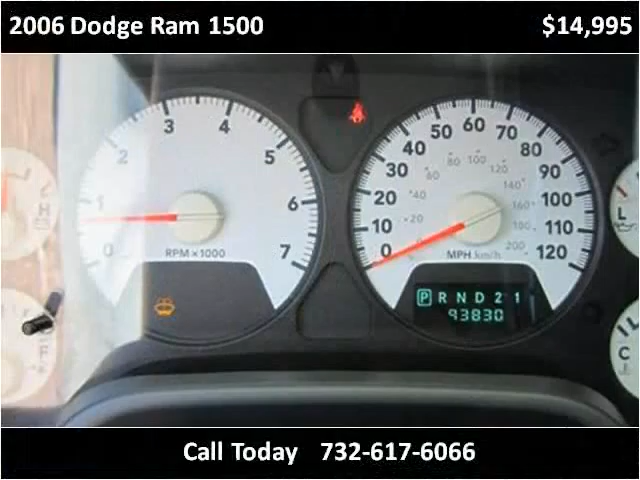 2006 Dodge Ram 1500 $14,995
0 1 2 3 4 5 6 7
RPM×1000
0 10 20 30 40 50 60 70 80 90 100 110 120
20 40 60 80 100 120 140 160 180 200
MPH km/h
P R N D 2 1
93830
H
F
L
C
Call Today 732-617-6066